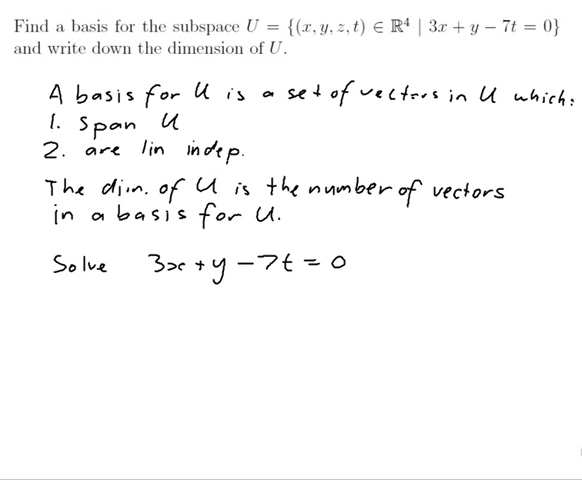 Find a basis for the subspace U = {(x, y, z, t) ∈ ℝ⁴ | 3x + y − 7t = 0}
and write down the dimension of U.
A basis for U is a set of vectors in U which:
1. Span U
2. are lin indep.
The dim. of U is the number of vectors
in a basis for U.
Solve 3x + y − 7t = 0